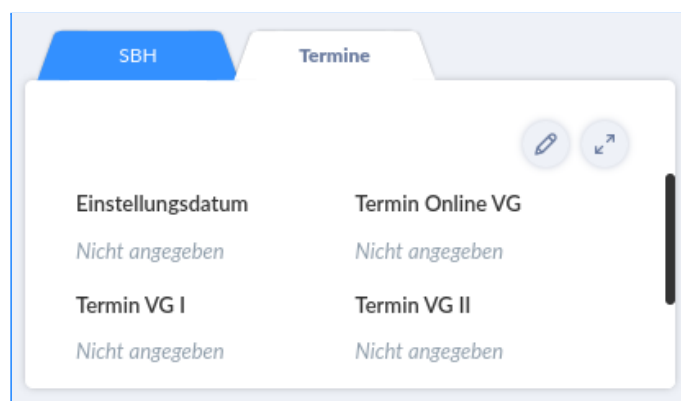 SBH Termine
Einstellungsdatum Termin Online VG
Nicht angegeben Nicht angegeben
Termin VG I Termin VG II
Nicht angegeben Nicht angegeben